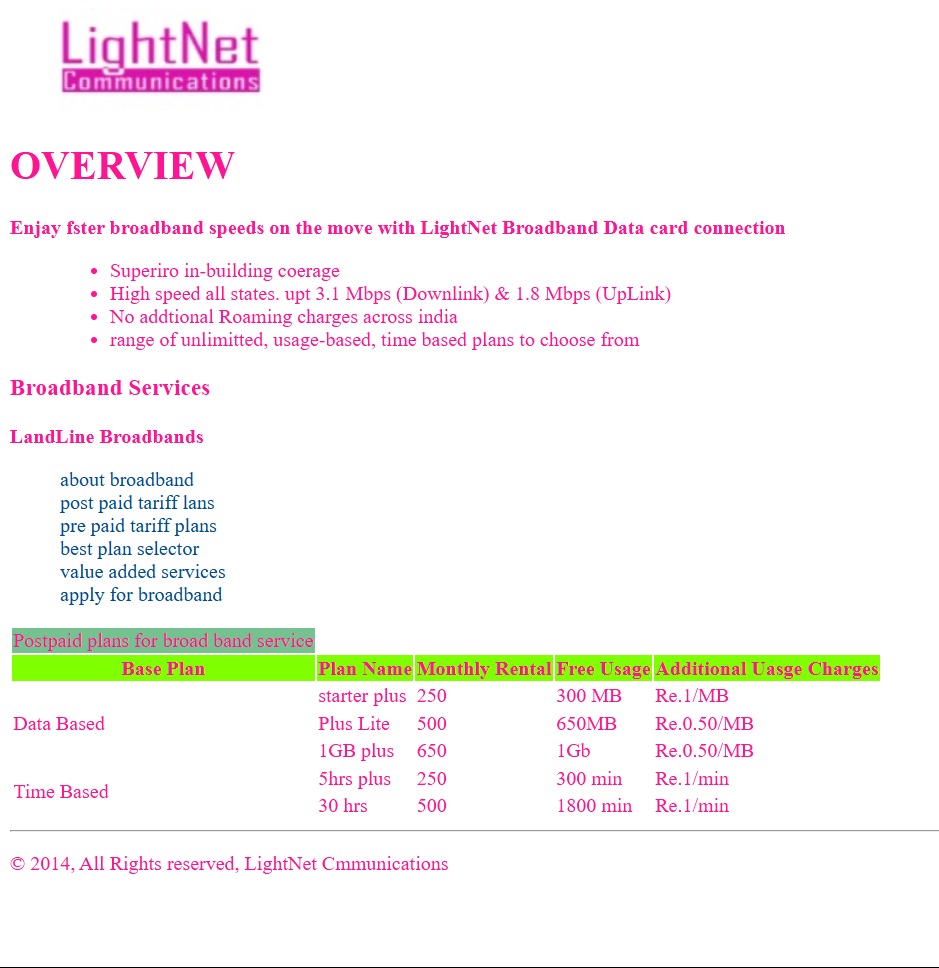 LightNet
Communications
OVERVIEW
Enjay fster broadband speeds on the move with LightNet Broadband Data card connection
• Superiro in-building coerage
• High speed all states. upt 3.1 Mbps (Downlink) & 1.8 Mbps (UpLink)
• No addtional Roaming charges across india
• range of unlimitted, usage-based, time based plans to choose from
Broadband Services
LandLine Broadbands
about broadband
post paid tariff lans
pre paid tariff plans
best plan selector
value added services
apply for broadband
Postpaid plans for broad band service
Base Plan Plan Name Monthly Rental Free Usage Additional Uasge Charges
starter plus 250 300 MB Re.1/MB
Data Based Plus Lite 500 650MB Re.0.50/MB
1GB plus 650 1Gb Re.0.50/MB
Time Based 5hrs plus 250 300 min Re.1/min
30 hrs 500 1800 min Re.1/min
© 2014, All Rights reserved, LightNet Cmmunications